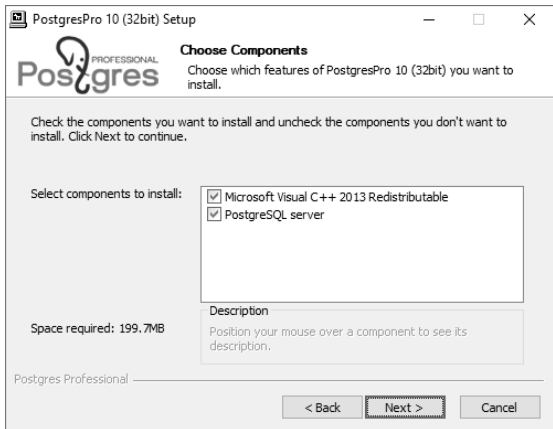 PostgresPro 10 (32bit) Setup
PROFESSIONAL
Postgres
Choose Components
Choose which features of PostgresPro 10 (32bit) you want to
install.
Check the components you want to install and uncheck the components you don't want to
install. Click Next to continue.
Select components to install:
Microsoft Visual C++ 2013 Redistributable
PostgreSQL server
Space required: 199.7MB
Description
Position your mouse over a component to see its
description.
Postgres Professional
< Back
Next >
Cancel